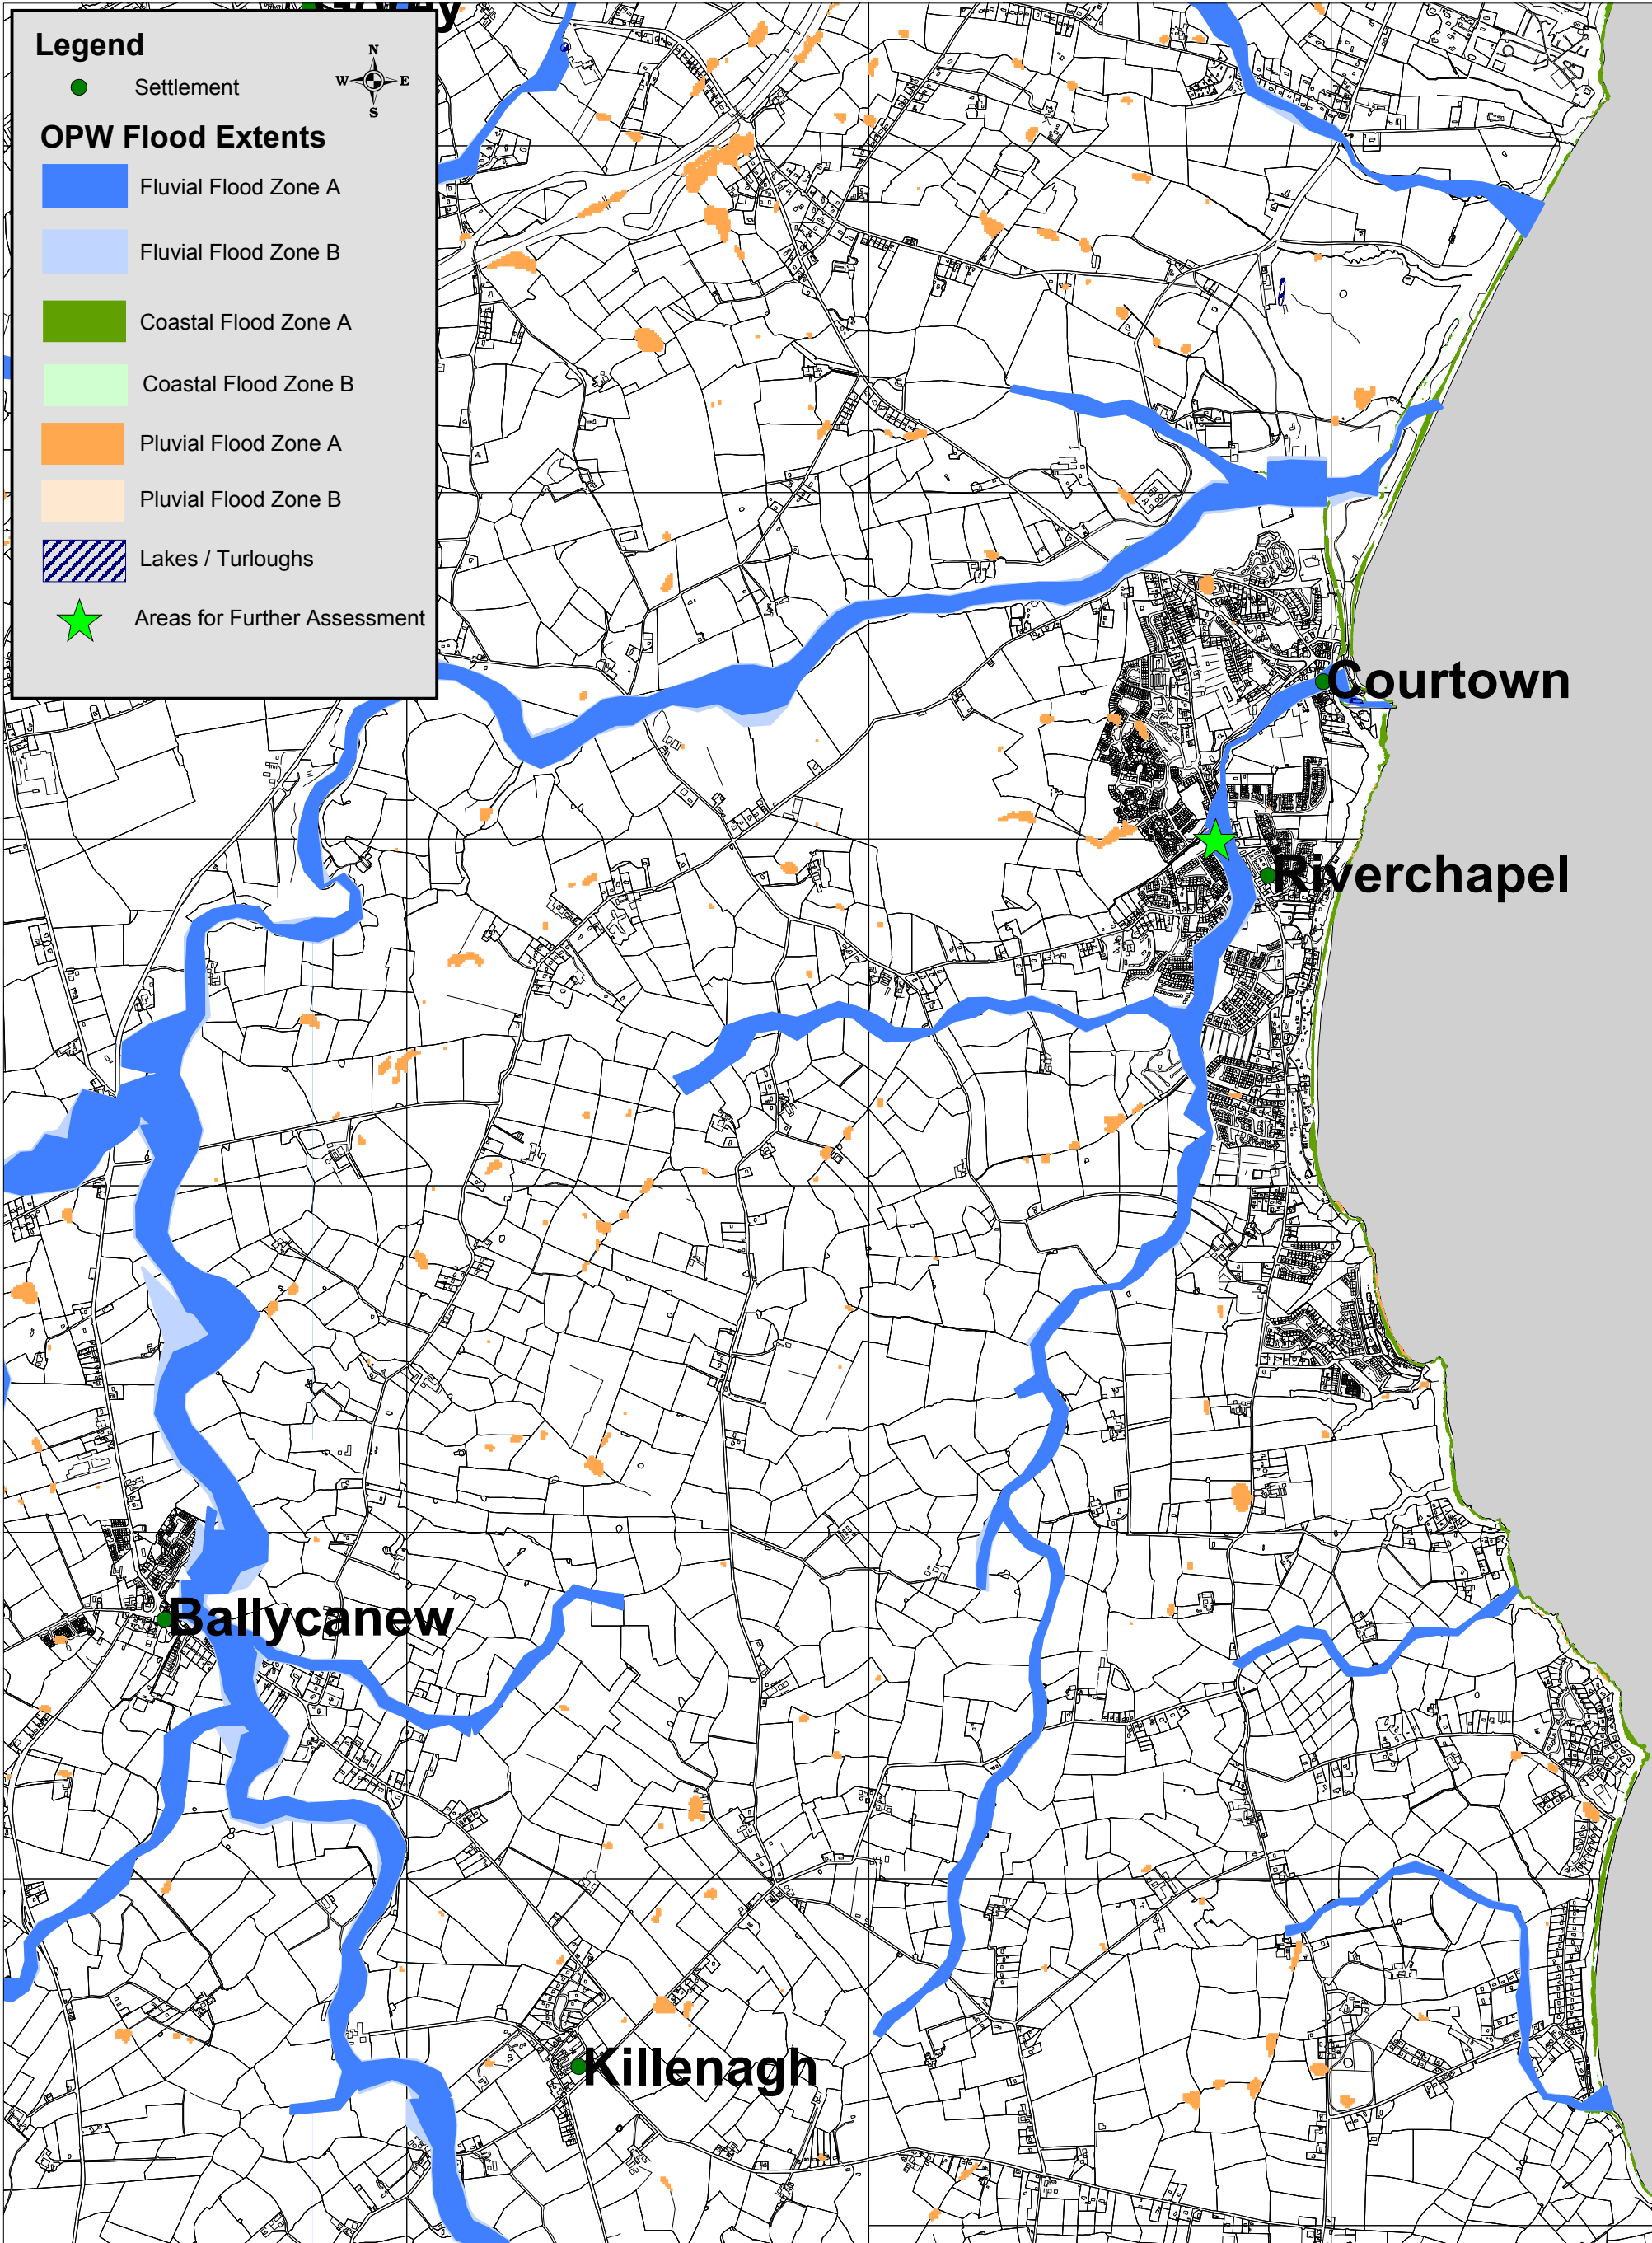 Legend
N
W E
S
Settlement
OPW Flood Extents
Fluvial Flood Zone A
Fluvial Flood Zone B
Coastal Flood Zone A
Coastal Flood Zone B
Pluvial Flood Zone A
Pluvial Flood Zone B
Lakes / Turloughs
Areas for Further Assessment
Courtown
Riverchapel
Ballycanew
Killenagh